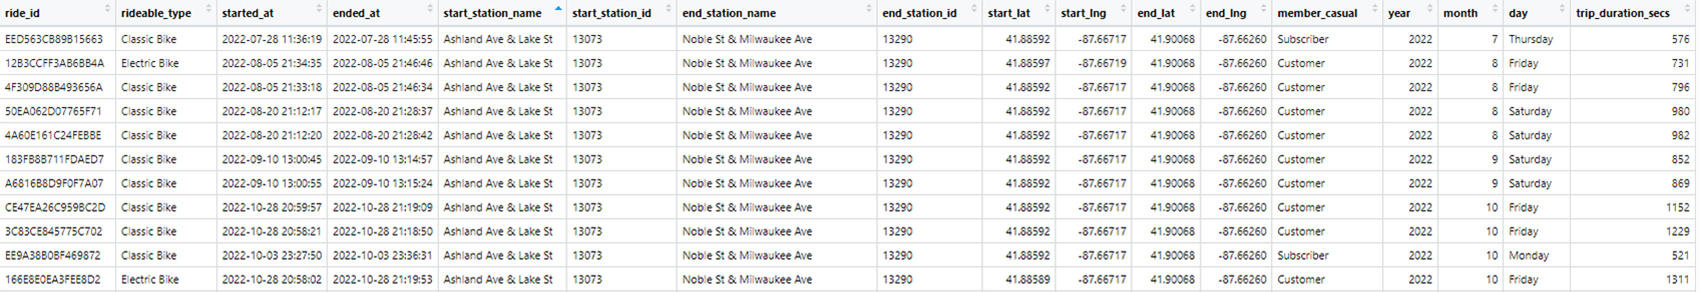 ride_id rideable_type started_at ended_at start_station_name start_station_id end_station_name end_station_id start_lat start_lng end_lat end_lng member_casual year month day trip_duration_secs
EED563CB89B15663 Classic Bike 2022-07-28 11:36:19 2022-07-28 11:45:55 Ashland Ave & Lake St 13073 Noble St & Milwaukee Ave 13290 41.88592 -87.66717 41.90068 -87.66260 Subscriber 2022 7 Thursday 576
12B3CCFF3AB6BB4A Electric Bike 2022-08-05 21:34:35 2022-08-05 21:46:46 Ashland Ave & Lake St 13073 Noble St & Milwaukee Ave 13290 41.88597 -87.66719 41.90068 -87.66260 Customer 2022 8 Friday 731
4F309D88B493656A Classic Bike 2022-08-05 21:33:18 2022-08-05 21:46:34 Ashland Ave & Lake St 13073 Noble St & Milwaukee Ave 13290 41.88592 -87.66717 41.90068 -87.66260 Customer 2022 8 Friday 796
50EA062D07765F71 Classic Bike 2022-08-20 21:12:17 2022-08-20 21:28:37 Ashland Ave & Lake St 13073 Noble St & Milwaukee Ave 13290 41.88592 -87.66717 41.90068 -87.66260 Customer 2022 8 Saturday 980
4A60E161C24FEBBE Classic Bike 2022-08-20 21:12:20 2022-08-20 21:28:42 Ashland Ave & Lake St 13073 Noble St & Milwaukee Ave 13290 41.88592 -87.66717 41.90068 -87.66260 Customer 2022 8 Saturday 982
183FB8B711FDAED7 Classic Bike 2022-09-10 13:00:45 2022-09-10 13:14:57 Ashland Ave & Lake St 13073 Noble St & Milwaukee Ave 13290 41.88592 -87.66717 41.90068 -87.66260 Customer 2022 9 Saturday 852
A6816B8D9F0F7A07 Classic Bike 2022-09-10 13:00:55 2022-09-10 13:15:24 Ashland Ave & Lake St 13073 Noble St & Milwaukee Ave 13290 41.88592 -87.66717 41.90068 -87.66260 Customer 2022 9 Saturday 869
CE47EA26C959BC2D Classic Bike 2022-10-28 20:59:57 2022-10-28 21:19:09 Ashland Ave & Lake St 13073 Noble St & Milwaukee Ave 13290 41.88592 -87.66717 41.90068 -87.66260 Customer 2022 10 Friday 1152
3C83CE845775C702 Classic Bike 2022-10-28 20:58:21 2022-10-28 21:18:50 Ashland Ave & Lake St 13073 Noble St & Milwaukee Ave 13290 41.88592 -87.66717 41.90068 -87.66260 Customer 2022 10 Friday 1229
EE9A38B0BF469872 Classic Bike 2022-10-03 23:27:50 2022-10-03 23:36:31 Ashland Ave & Lake St 13073 Noble St & Milwaukee Ave 13290 41.88592 -87.66717 41.90068 -87.66260 Subscriber 2022 10 Monday 521
166E8E0EA3FEE8D2 Electric Bike 2022-10-28 20:58:02 2022-10-28 21:19:53 Ashland Ave & Lake St 13073 Noble St & Milwaukee Ave 13290 41.88589 -87.66717 41.90068 -87.66260 Customer 2022 10 Friday 1311